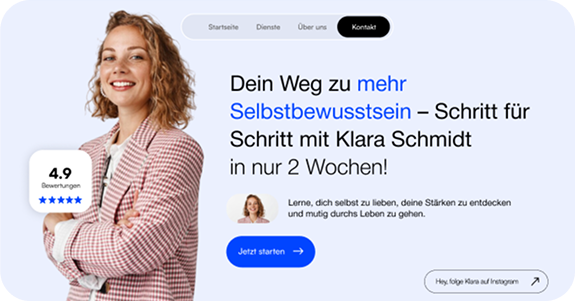 Startseite Dienste Über uns Kontakt
Dein Weg zu mehr
Selbstbewusstsein – Schritt für
Schritt mit Klara Schmidt
in nur 2 Wochen!
4.9
Bewertungen
Lerne, dich selbst zu lieben, deine Stärken zu entdecken
und mutig durchs Leben zu gehen.
Jetzt starten
Hey, folge Klara auf Instagram